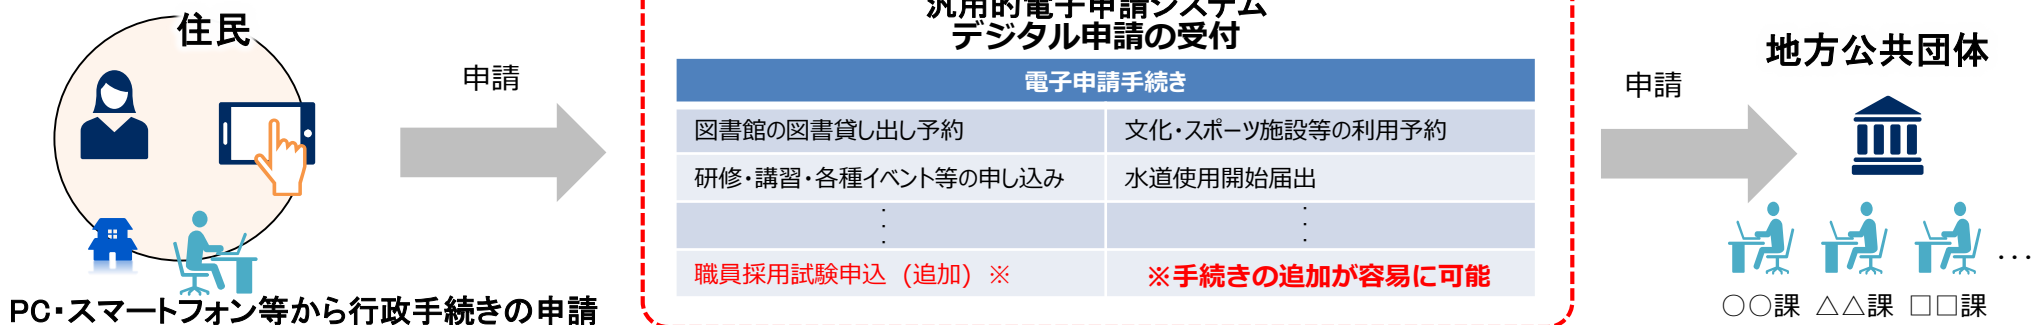 住民
PC・スマートフォン等から行政手続きの申請
申請
汎用的電子申請システム
デジタル申請の受付
電子申請手続き
図書館の図書貸し出し予約
文化・スポーツ施設等の利用予約
研修・講習・各種イベント等の申し込み
水道使用開始届出
：
：
職員採用試験申込（追加）※
※手続きの追加が容易に可能
申請
地方公共団体
○○課 △△課 □□課 …